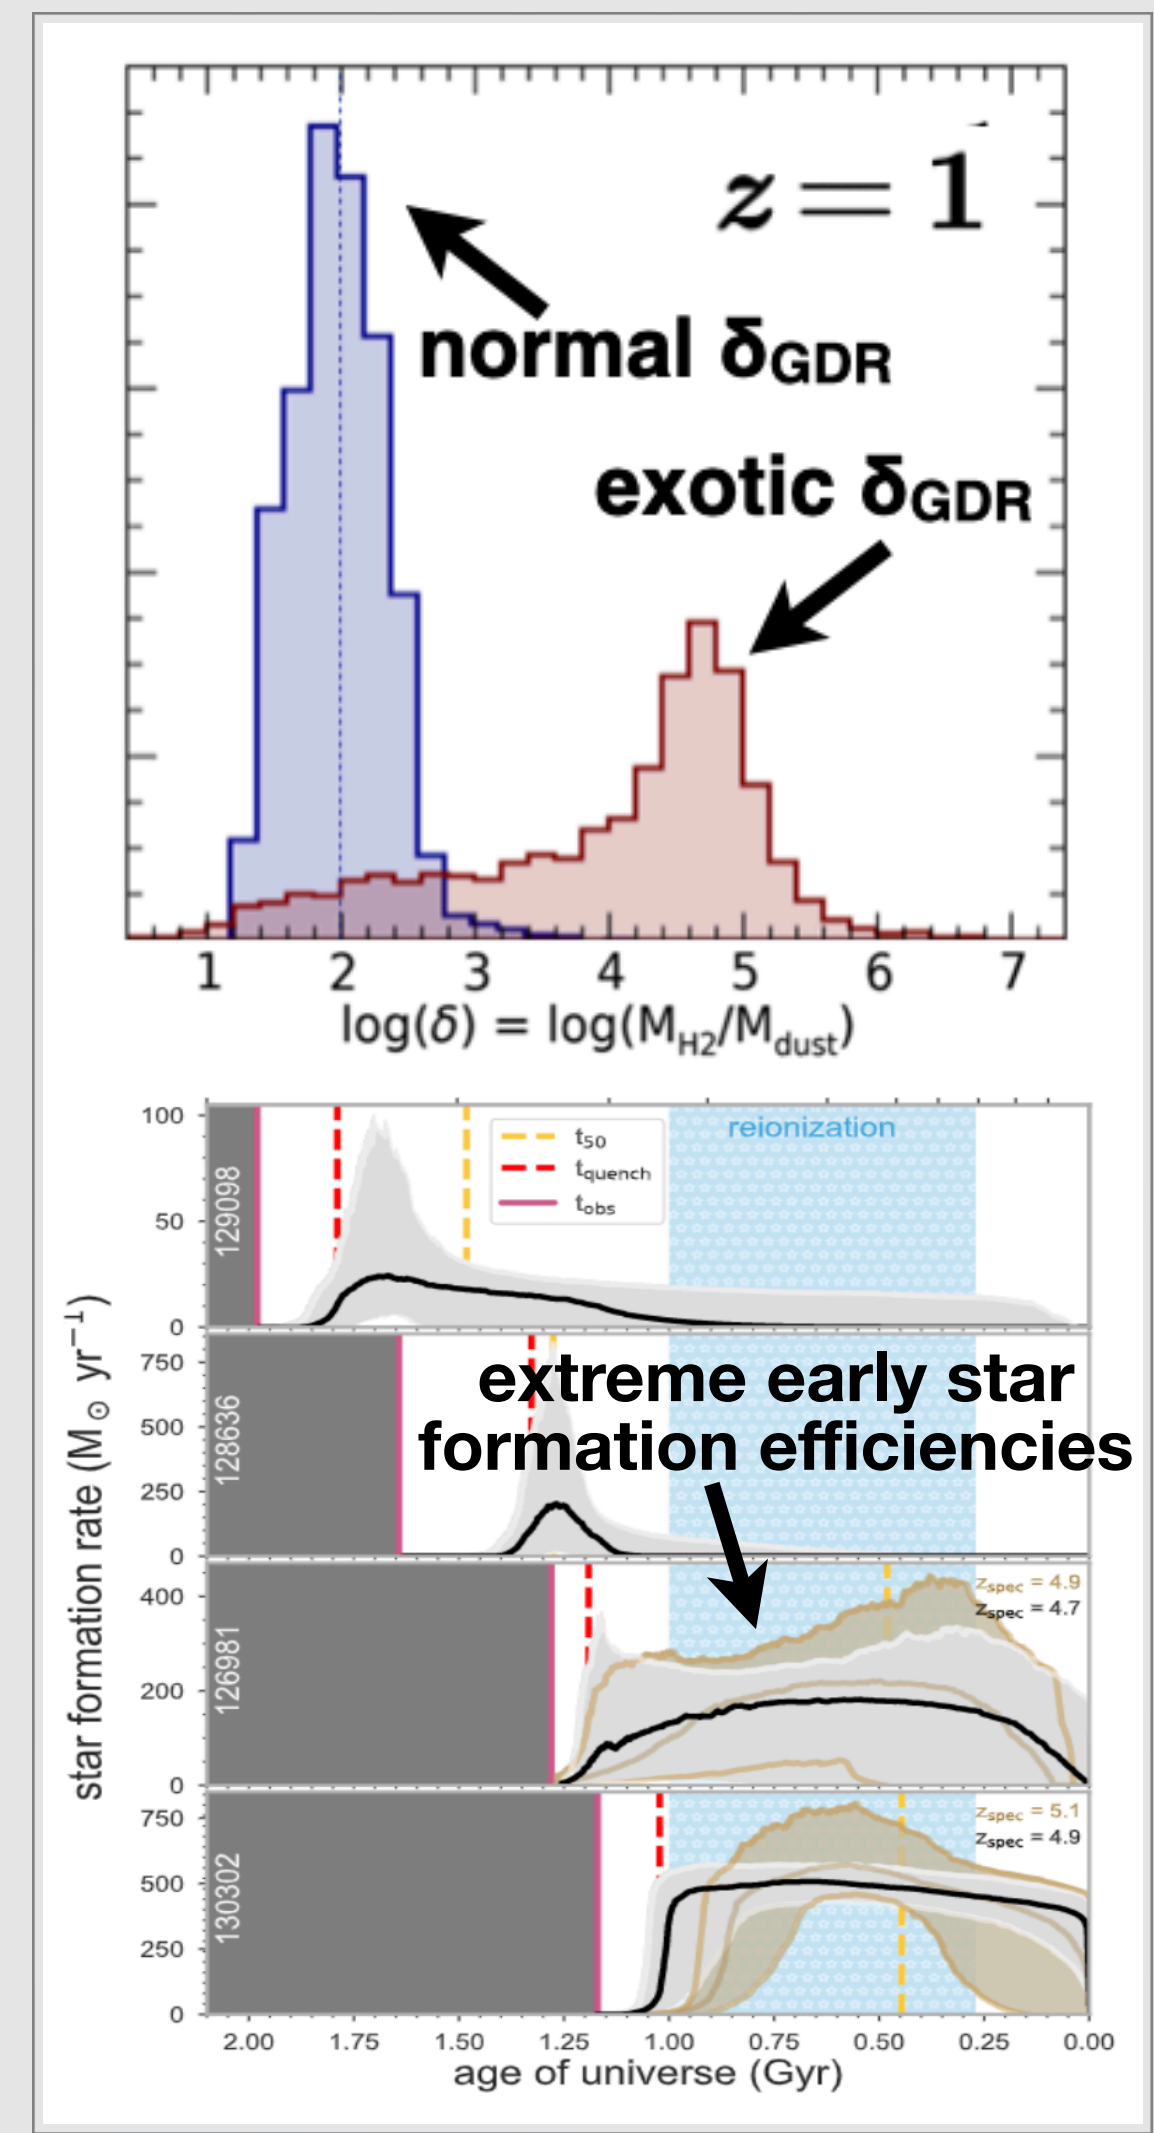 z = 1
normal δGDR
exotic δGDR
1 2 3 4 5 6 7
log(δ) = log(MH2/Mdust)
star formation rate (M⊙ yr−1)
100
50
0
129098
t50
tquench
tobs
reionization
750
500
250
0
128636
extreme early star
formation efficiencies
400
200
0
126981
zspec = 4.9
zspec = 4.7
750
500
250
0
130302
zspec = 5.1
zspec = 4.9
2.00 1.75 1.50 1.25 1.00 0.75 0.50 0.25 0.00
age of universe (Gyr)